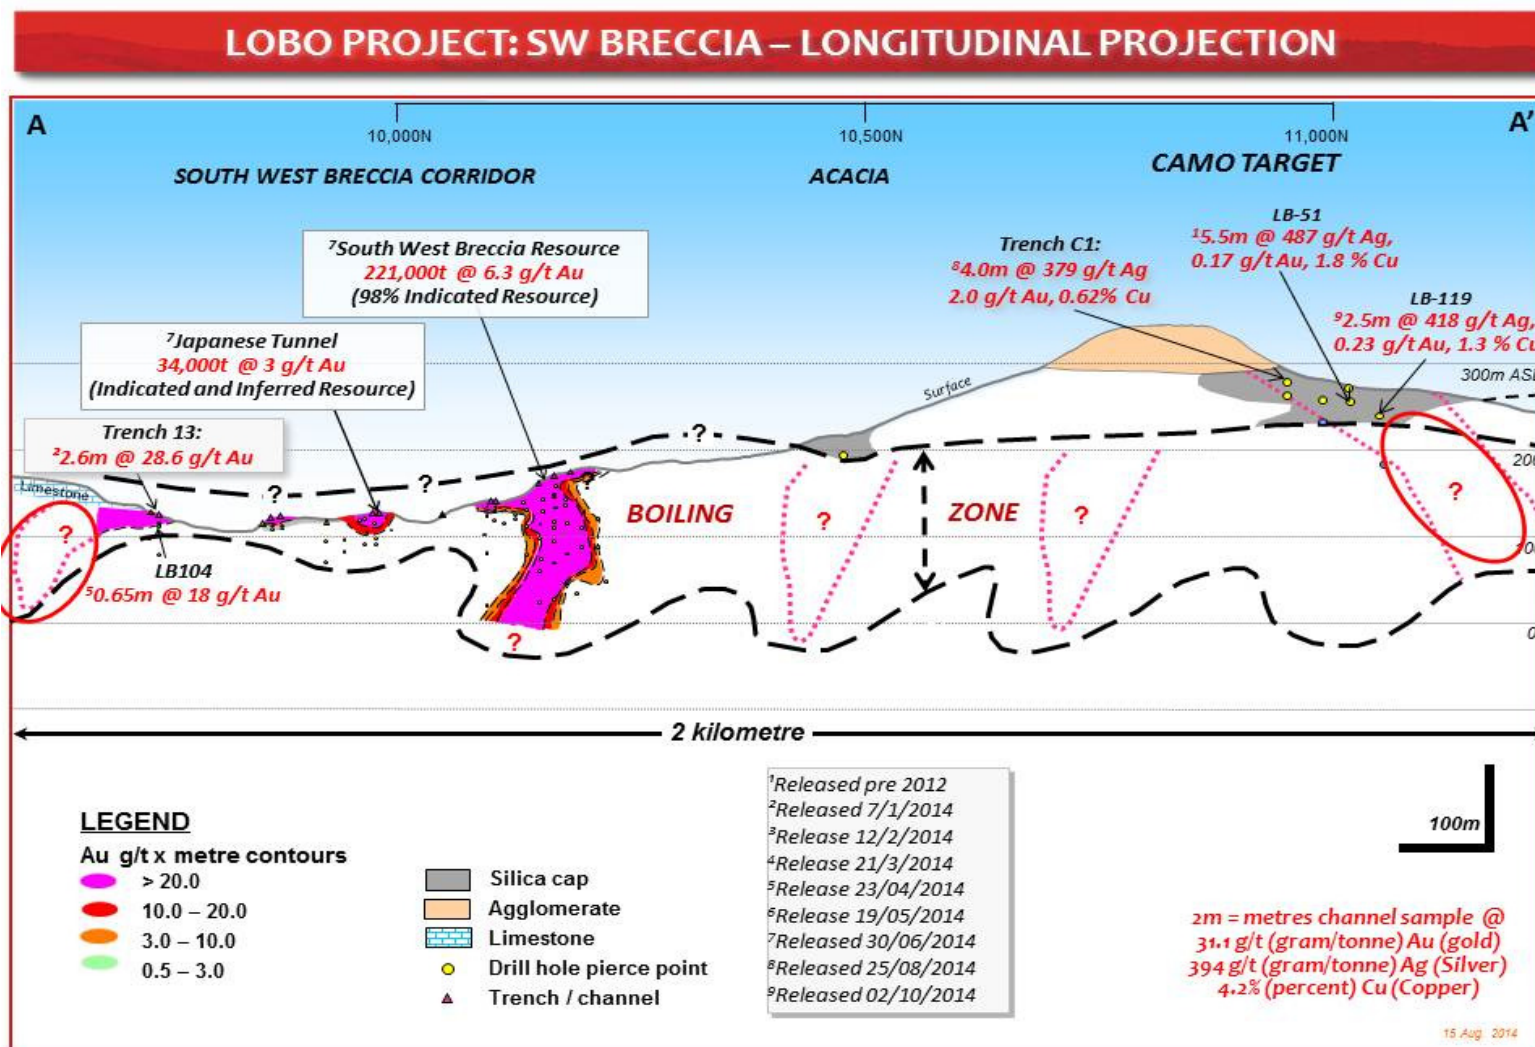 LOBO PROJECT: SW BRECCIA – LONGITUDINAL PROJECTION
A
A'
10,000N
10,500N
11,000N
SOUTH WEST BRECCIA CORRIDOR
ACACIA
CAMO TARGET
LB-51
¹5.5m @ 487 g/t Ag,
0.17 g/t Au, 1.8 % Cu
⁷South West Breccia Resource
221,000t @ 6.3 g/t Au
(98% Indicated Resource)
Trench C1:
⁸4.0m @ 379 g/t Ag
2.0 g/t Au, 0.62% Cu
LB-119
⁹2.5m @ 418 g/t Ag,
0.23 g/t Au, 1.3 % Cu
⁷Japanese Tunnel
34,000t @ 3 g/t Au
(Indicated and Inferred Resource)
300m ASL
Surface
Trench 13:
²2.6m @ 28.6 g/t Au
?
?
?
200
Limestone
BOILING
ZONE
?
?
?
?
100
LB104
⁵0.65m @ 18 g/t Au
?
0
2 kilometre
LEGEND
Au g/t x metre contours
> 20.0
10.0 – 20.0
3.0 – 10.0
0.5 – 3.0
Silica cap
Agglomerate
Limestone
Drill hole pierce point
Trench / channel
¹Released pre 2012
²Released 7/1/2014
³Release 12/2/2014
⁴Release 21/3/2014
⁵Release 23/04/2014
⁶Release 19/05/2014
⁷Released 30/06/2014
⁸Released 25/08/2014
⁹Released 02/10/2014
100m
2m = metres channel sample @
31.1 g/t (gram/tonne) Au (gold)
394 g/t (gram/tonne) Ag (Silver)
4.2% (percent) Cu (Copper)
15 Aug 2014